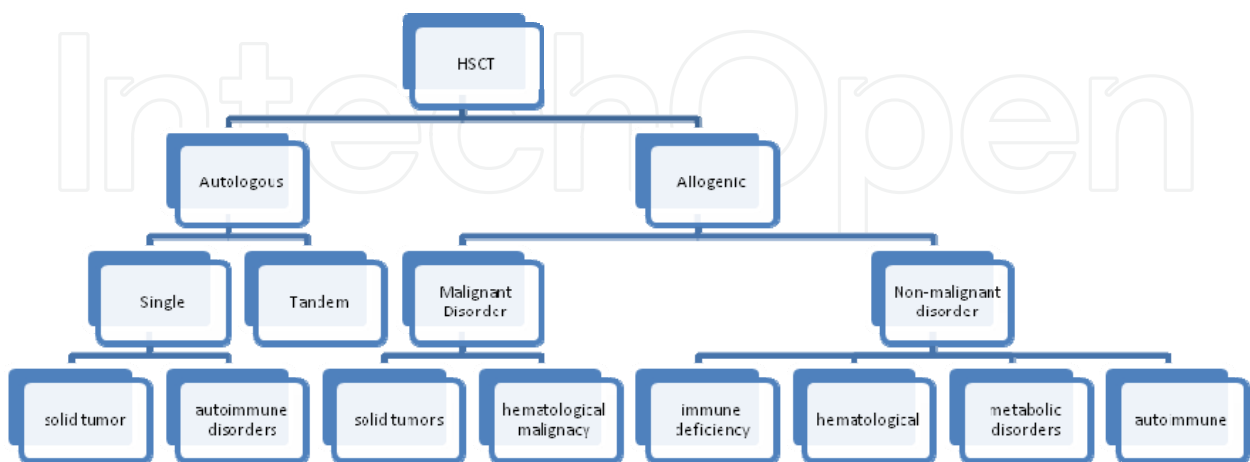 IntechOpen
HSCT
Autologous
Allogenic
Single
Tandem
Malignant
Disorder
Non-malignant
disorder
solid tumor
autoimmune
disorders
solid tumors
hematological
malignacy
immune
deficiency
hematological
metabolic
disorders
autoimmune